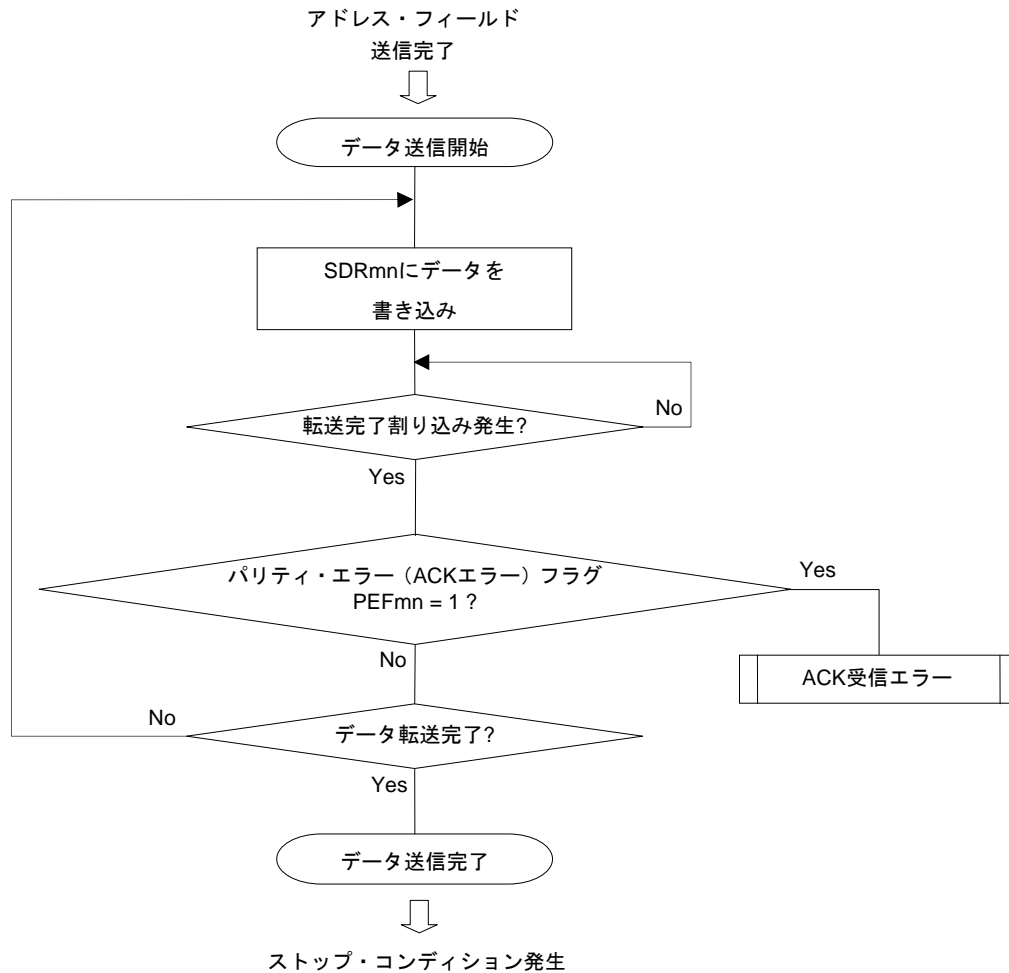 アドレス・フィールド
送信完了
データ送信開始
SDRmnにデータを
書き込み
No
転送完了割り込み発生?
Yes
パリティ・エラー（ACKエラー）フラグ
PEFmn = 1 ?
Yes
No
ACK受信エラー
No
データ転送完了?
Yes
データ送信完了
ストップ・コンディション発生